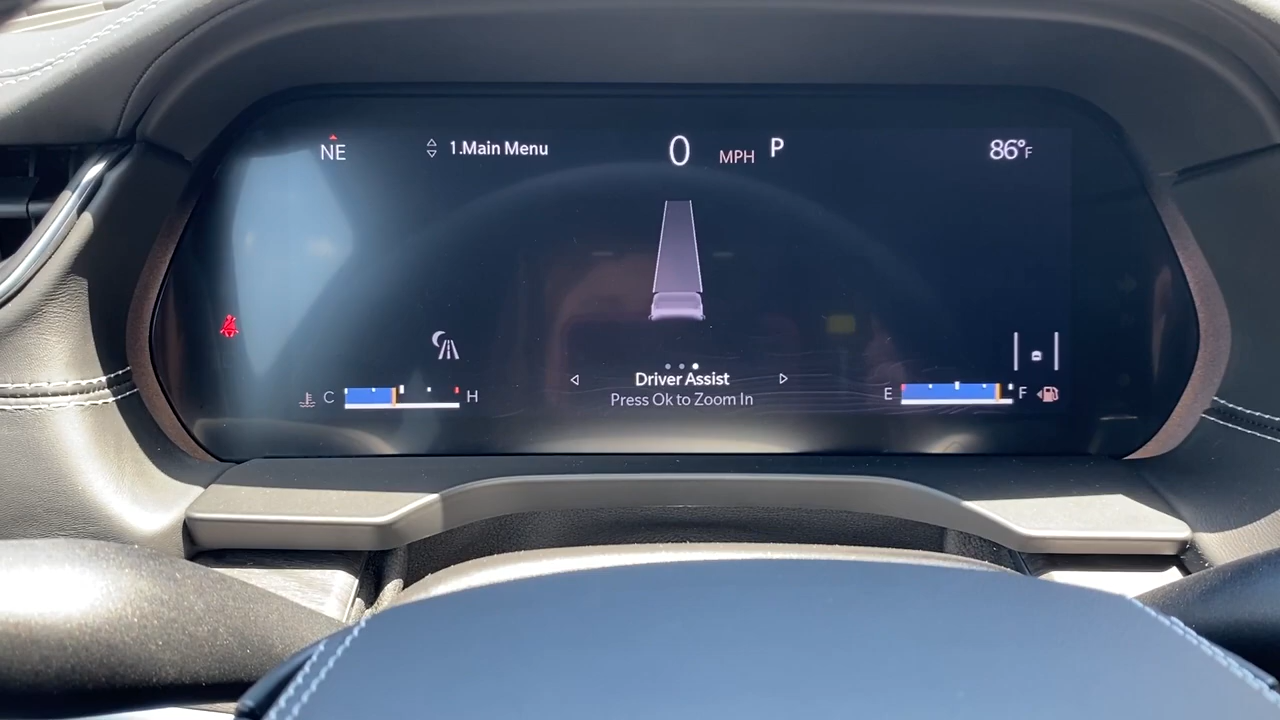 NE
1.Main Menu
0 MPH P
86°F
Driver Assist
Press Ok to Zoom In
C H
E F